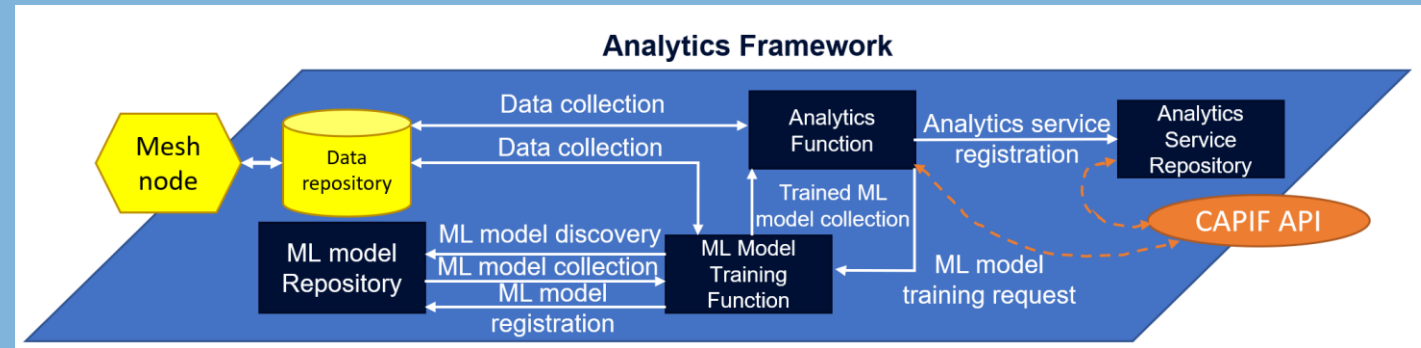 Analytics Framework
Mesh
node
Data
repository
Data collection
Data collection
Analytics
Function
Analytics service
registration
Analytics
Service
Repository
CAPIF API
Trained ML
model collection
ML model
Repository
ML model discovery
ML model collection
ML model
registration
ML Model
Training
Function
ML model
training request